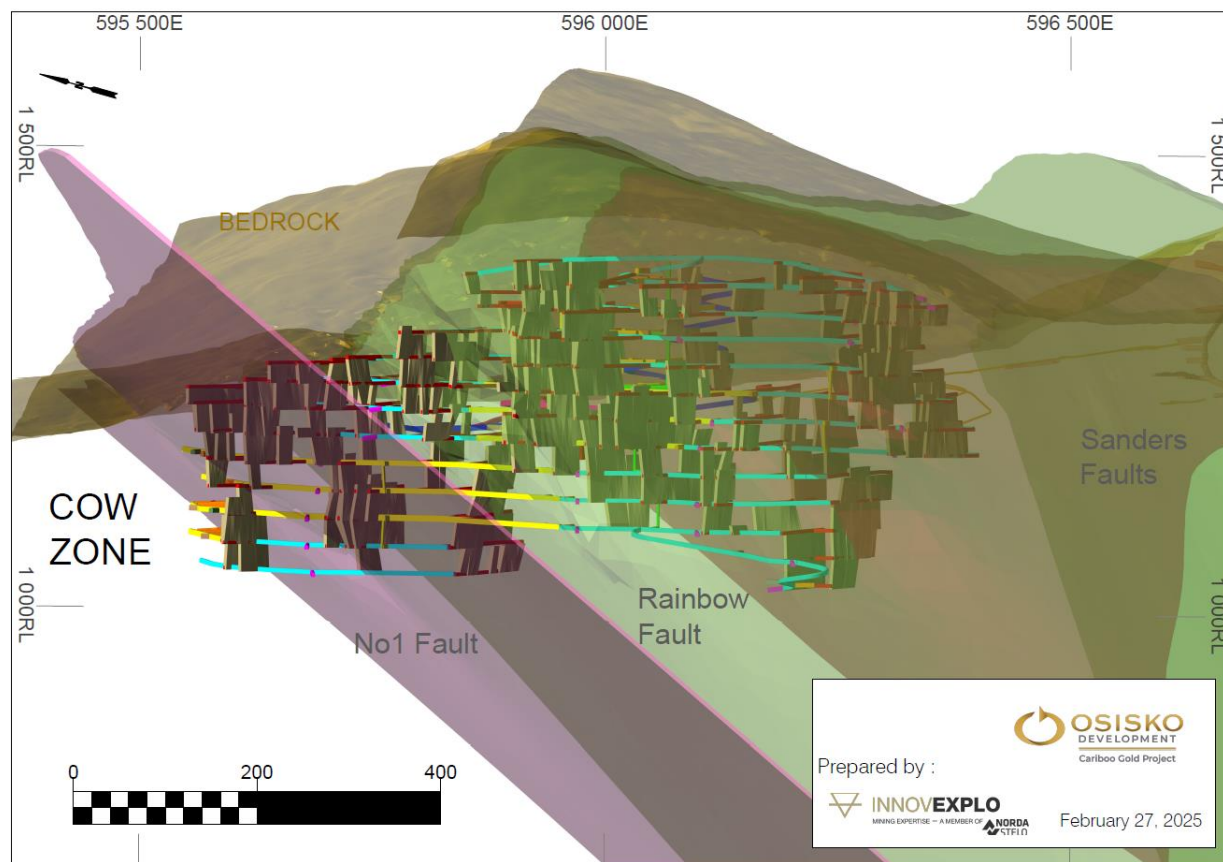 595 500E
596 000E
596 500E
N
1 500RL
1 500RL
BEDROCK
COW
ZONE
Sanders
Faults
1 000RL
1 000RL
Rainbow
Fault
No1 Fault
0
200
400
OSISKO
DEVELOPMENT
Cariboo Gold Project
Prepared by :
INNOVEXPLO
MINING EXPERTISE – A MEMBER OF NORDA
STELO
February 27, 2025